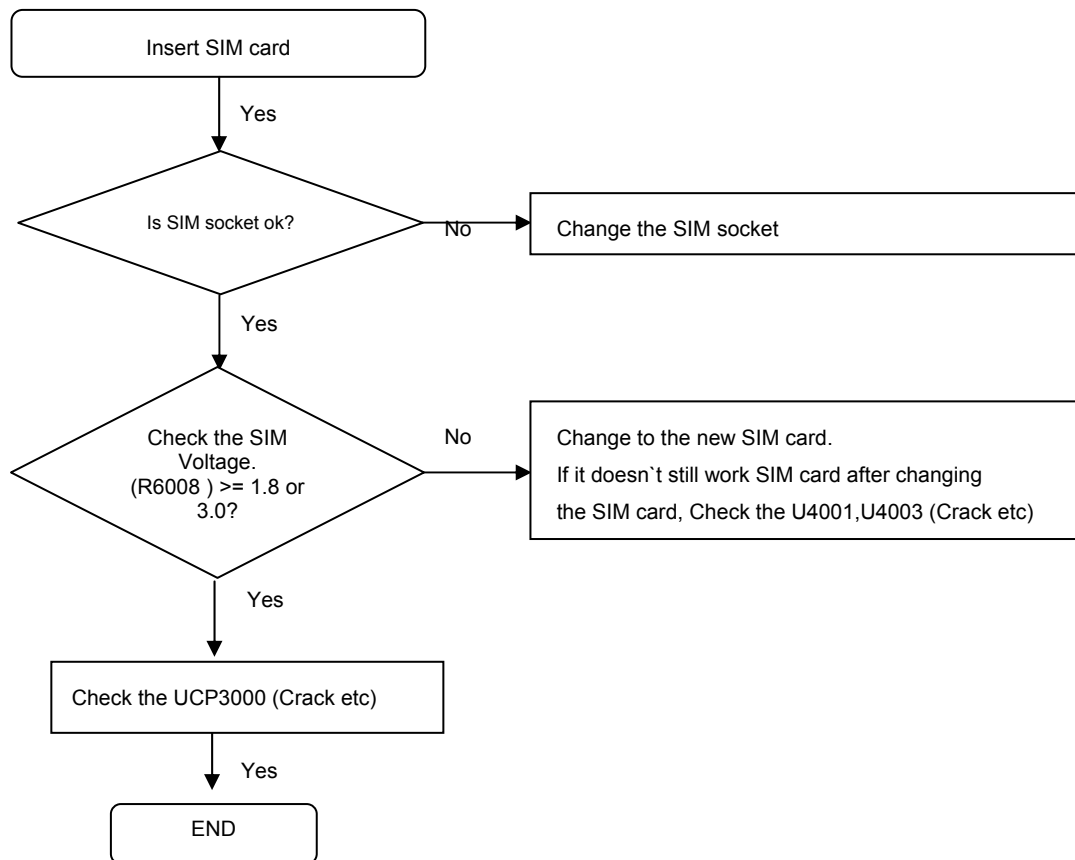 Insert SIM card
Yes
Is SIM socket ok?
No
Change the SIM socket
Yes
Check the SIM
Voltage.
(R6008 ) >= 1.8 or
3.0?
No
Change to the new SIM card.
If it doesn`t still work SIM card after changing
the SIM card, Check the U4001,U4003 (Crack etc)
Yes
Check the UCP3000 (Crack etc)
Yes
END